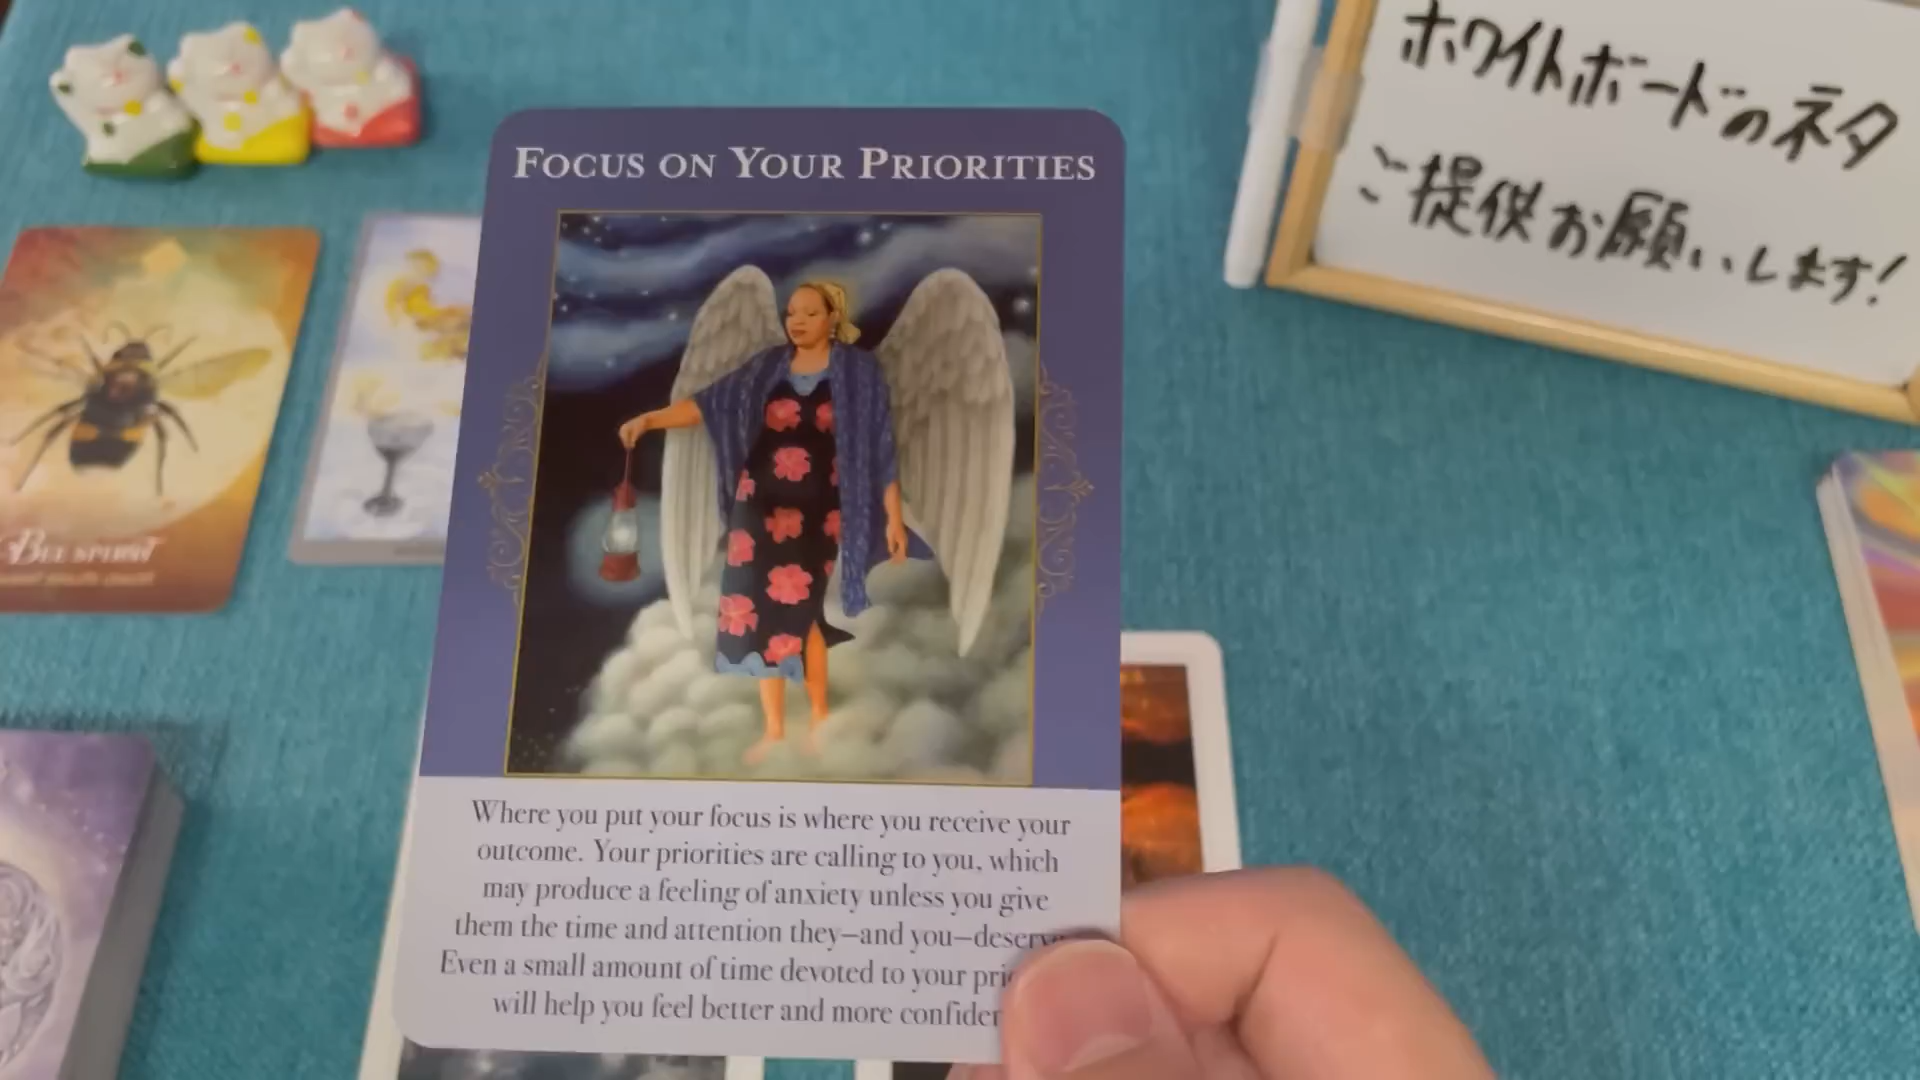 FOCUS ON YOUR PRIORITIES
Where you put your focus is where you receive your
outcome. Your priorities are calling to you, which
may produce a feeling of anxiety unless you give
them the time and attention they—and you—deserve
Even a small amount of time devoted to your
will help you feel better and more
ホワイトボードのネタ
ご提供お願いします!
BEE SPIRIT